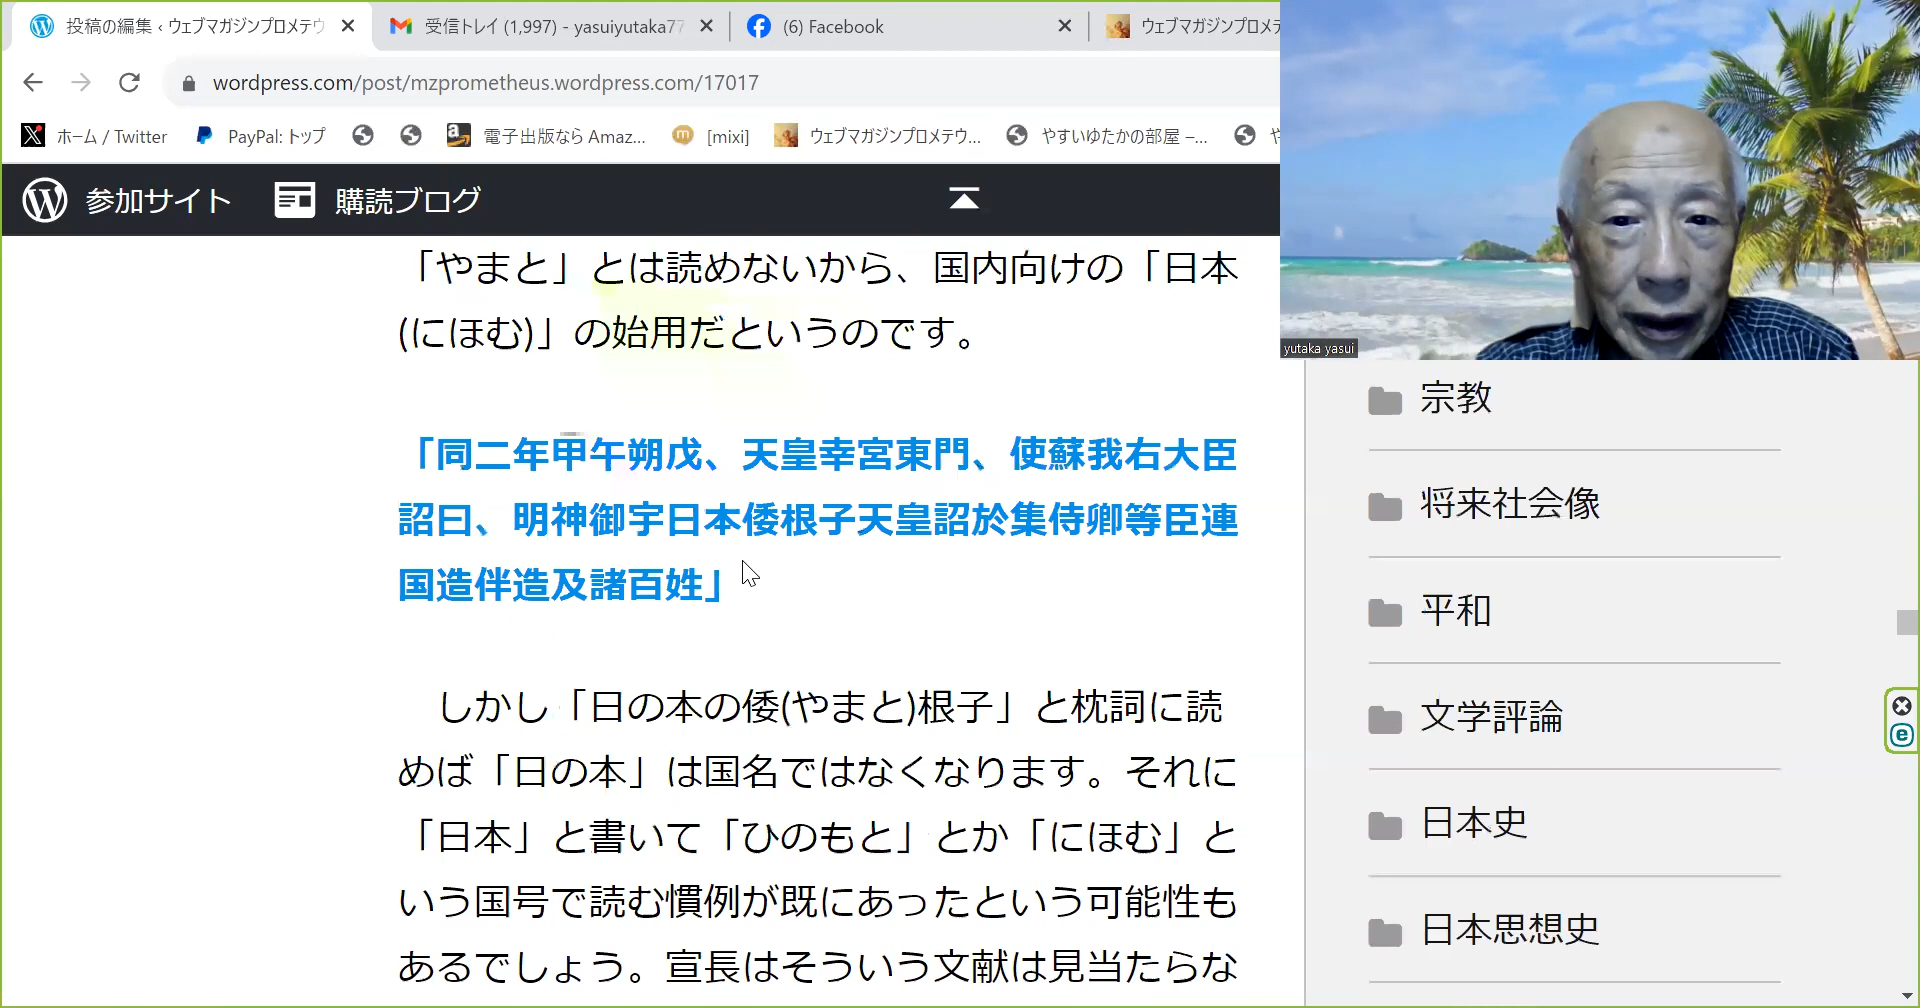 投稿の編集 ‹ ウェブマガジンプロメテウ
受信トレイ (1,997) - yasuiyutaka77
(6) Facebook
ウェブマガジンプロメ
wordpress.com/post/mzprometheus.wordpress.com/17017
ホーム / Twitter
PayPal: トップ
電子出版なら Amaz...
[mixi]
ウェブマガジンプロメテウ...
やすいゆたかの部屋 –...
や
参加サイト
購読ブログ
「やまと」とは読めないから、国内向けの「日本
(にほむ)」の始用だというのです。
「同二年甲午朔戊、天皇幸宮東門、使蘇我右大臣
詔曰、明神御宇日本倭根子天皇詔於集侍卿等臣連
国造伴造及諸百姓」
しかし「日の本の倭(やまと)根子」と枕詞に読
めば「日の本」は国名ではなくなります。それに
「日本」と書いて「ひのもと」とか「にほむ」と
いう国号で読む慣例が既にあったという可能性も
あるでしょう。宣長はそういう文献は見当たらな
yutaka yasui
宗教
将来社会像
平和
文学評論
日本史
日本思想史